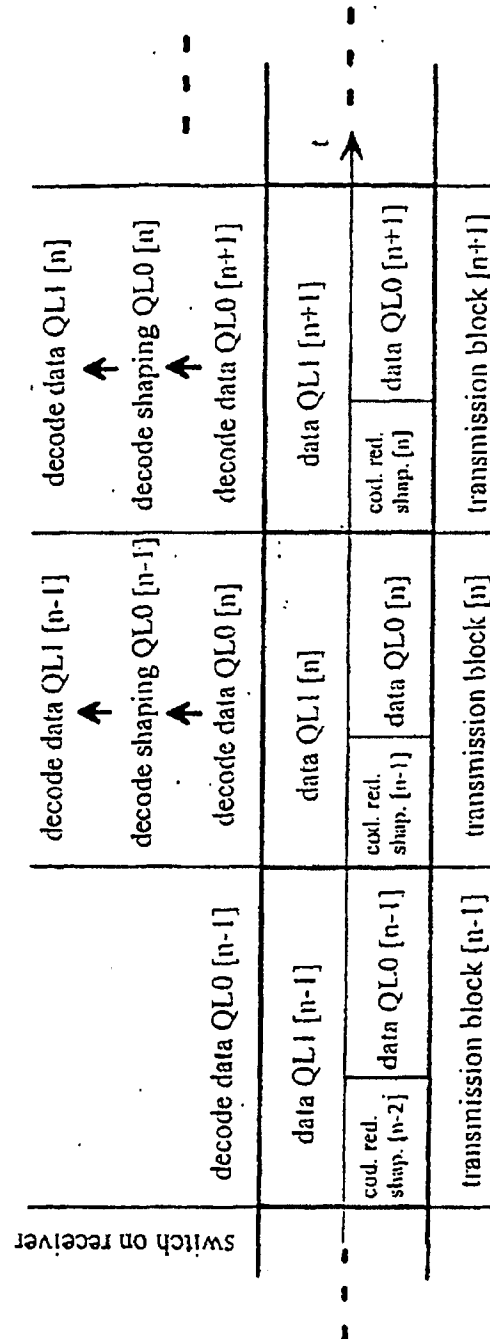 switch on receiver
decode data QL1 [n-1]
decode data QL1 [n]
decode shaping QL0 [n-1]
decode shaping QL0 [n]
decode data QL0 [n-1]
decode data QL0 [n]
decode data QL0 [n+1]
data QL1 [n-1]
data QL1 [n]
data QL1 [n+1]
t
cod. red.
shap. [n-2]
data QL0 [n-1]
cod. red.
shap. [n-1]
data QL0 [n]
cod. red.
shap. [n]
data QL0 [n+1]
transmission block [n-1]
transmission block [n]
transmission block [n+1]